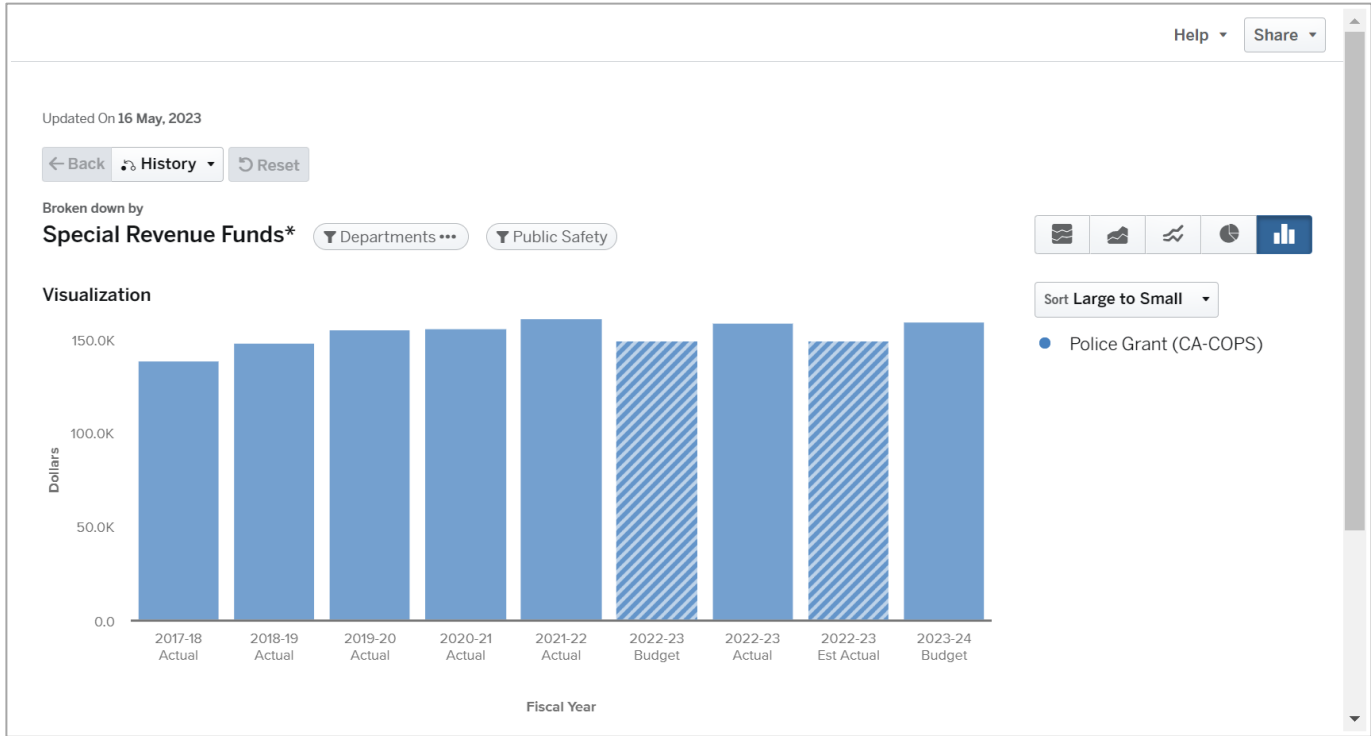 Help Share
Updated On 16 May, 2023
Back History Reset
Broken down by
Special Revenue Funds* Departments ••• Public Safety
Visualization
Sort Large to Small
Police Grant (CA-COPS)
150.0K
100.0K
50.0K
0.0
Dollars
2017-18 2018-19 2019-20 2020-21 2021-22 2022-23 2022-23 2022-23 2023-24
Actual Actual Actual Actual Actual Budget Actual Est Actual Budget
Fiscal Year